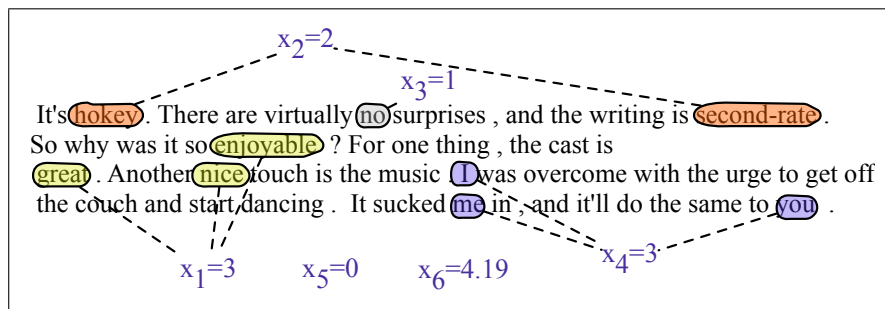 x2=2
x3=1
It's hokey . There are virtually no surprises , and the writing is second-rate .
So why was it so enjoyable ? For one thing , the cast is
great . Another nice touch is the music . I was overcome with the urge to get off
the couch and start dancing . It sucked me in , and it'll do the same to you .
x1=3 x5=0 x6=4.19 x4=3